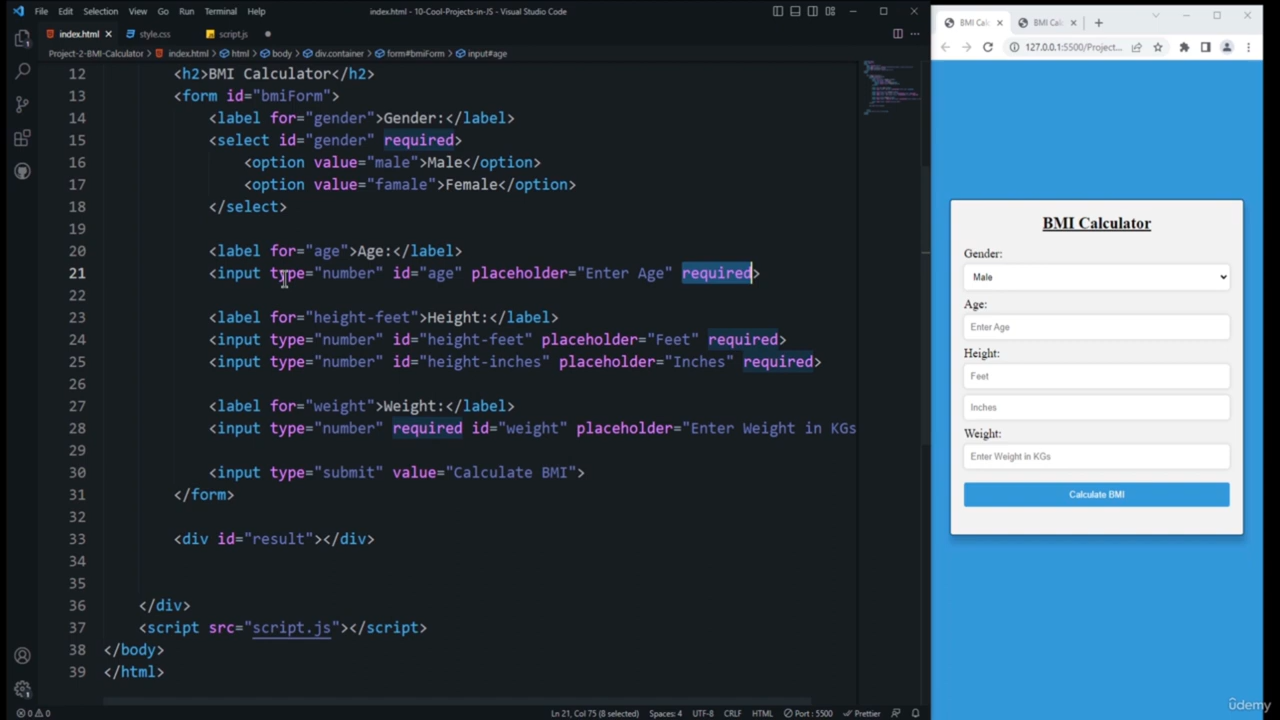 File Edit Selection View Go Run Terminal Help
index.html - 10-Cool-Projects-in-JS - Visual Studio Code
index.html
style.css
script.js
Project-2-BMI-Calculator > index.html > html > body > div.container > form#bmiForm > input#age
12 <h2>BMI Calculator</h2>
13 <form id="bmiForm">
14 <label for="gender">Gender:</label>
15 <select id="gender" required>
16 <option value="male">Male</option>
17 <option value="famale">Female</option>
18 </select>
19
20 <label for="age">Age:</label>
21 <input type="number" id="age" placeholder="Enter Age" required>
22
23 <label for="height-feet">Height:</label>
24 <input type="number" id="height-feet" placeholder="Feet" required>
25 <input type="number" id="height-inches" placeholder="Inches" required>
26
27 <label for="weight">Weight:</label>
28 <input type="number" required id="weight" placeholder="Enter Weight in KGs
29
30 <input type="submit" value="Calculate BMI">
31 </form>
32
33 <div id="result"></div>
34
35
36 </div>
37 <script src="script.js"></script>
38 </body>
39 </html>
0 0
Ln 21, Col 75 (8 selected) Spaces: 4 UTF-8 CRLF HTML Port : 5500 Prettier
BMI Calc
BMI Calc
127.0.0.1:5500/Project...
BMI Calculator
Gender:
Male
Age:
Enter Age
Height:
Feet
Inches
Weight:
Enter Weight in KGs
Calculate BMI
udemy